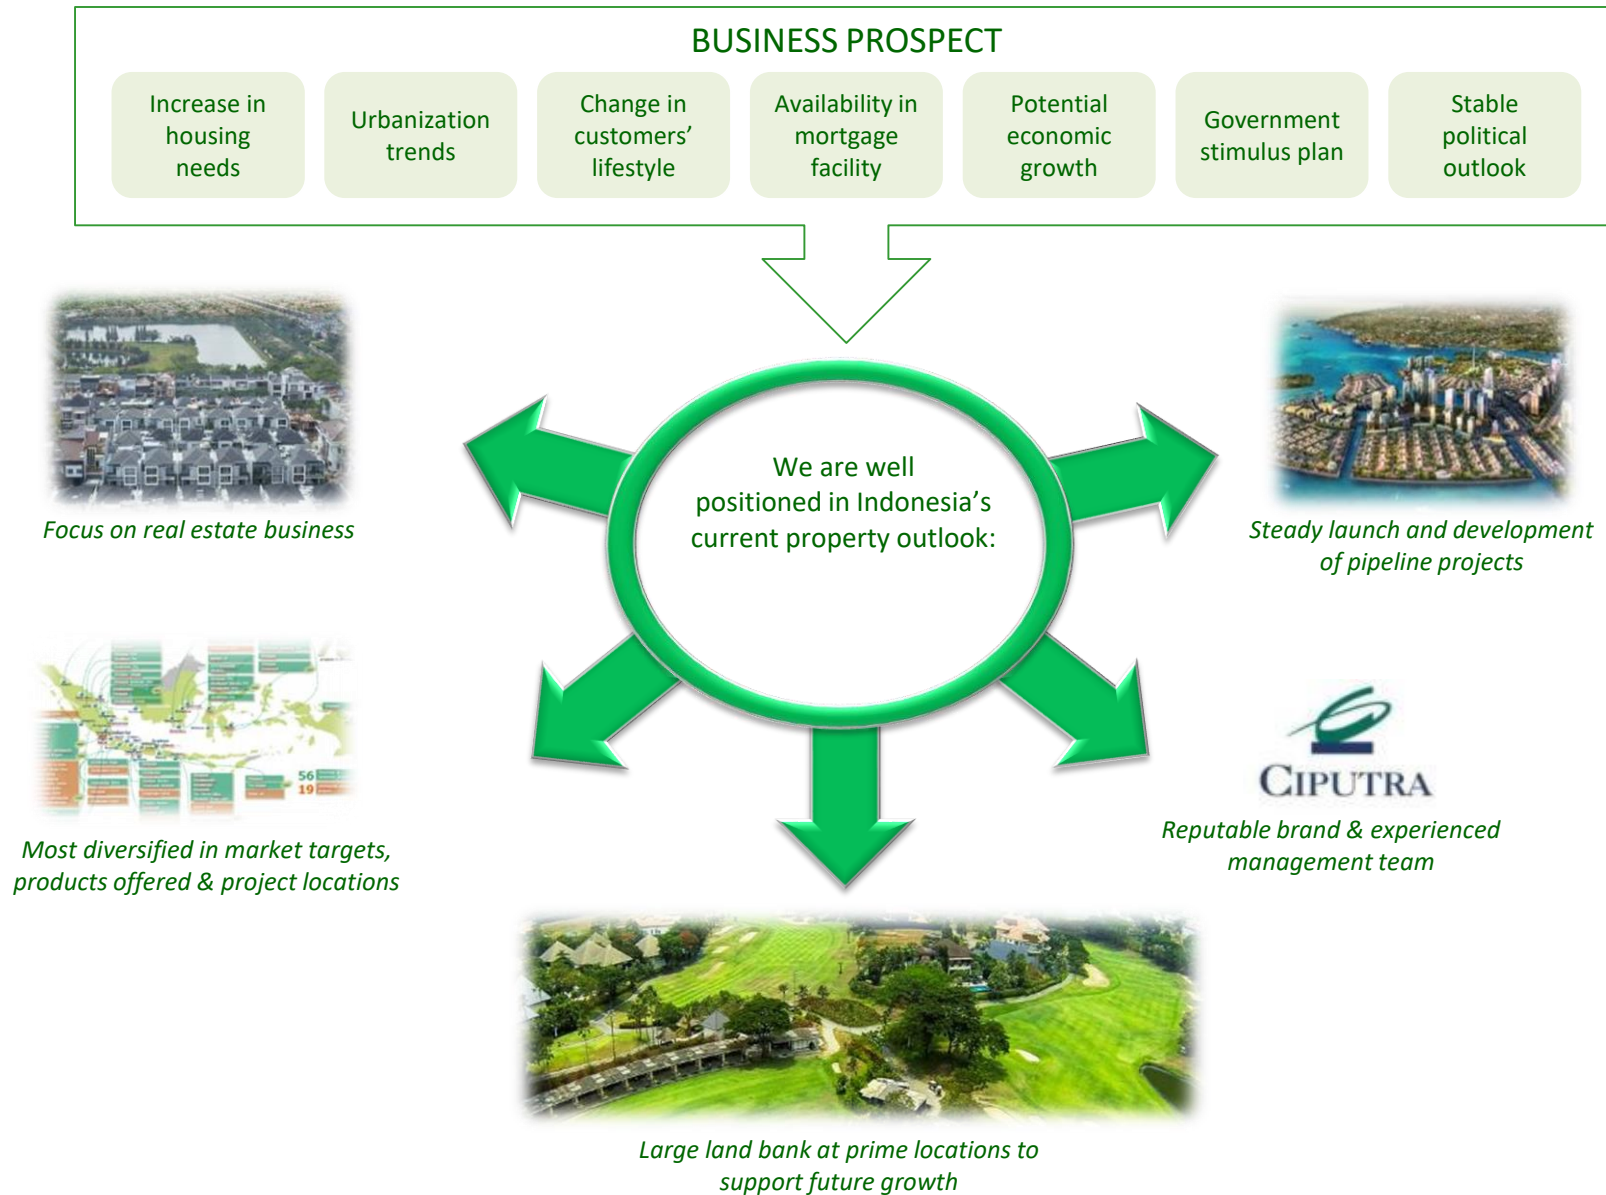 BUSINESS PROSPECT
Increase in
housing
needs
Urbanization
trends
Change in
customers’
lifestyle
Availability in
mortgage
facility
Potential
economic
growth
Government
stimulus plan
Stable
political
outlook
We are well
positioned in Indonesia’s
current property outlook:
Focus on real estate business
Steady launch and development
of pipeline projects
56
19
Most diversified in market targets,
products offered & project locations
CIPUTRA
Reputable brand & experienced
management team
Large land bank at prime locations to
support future growth